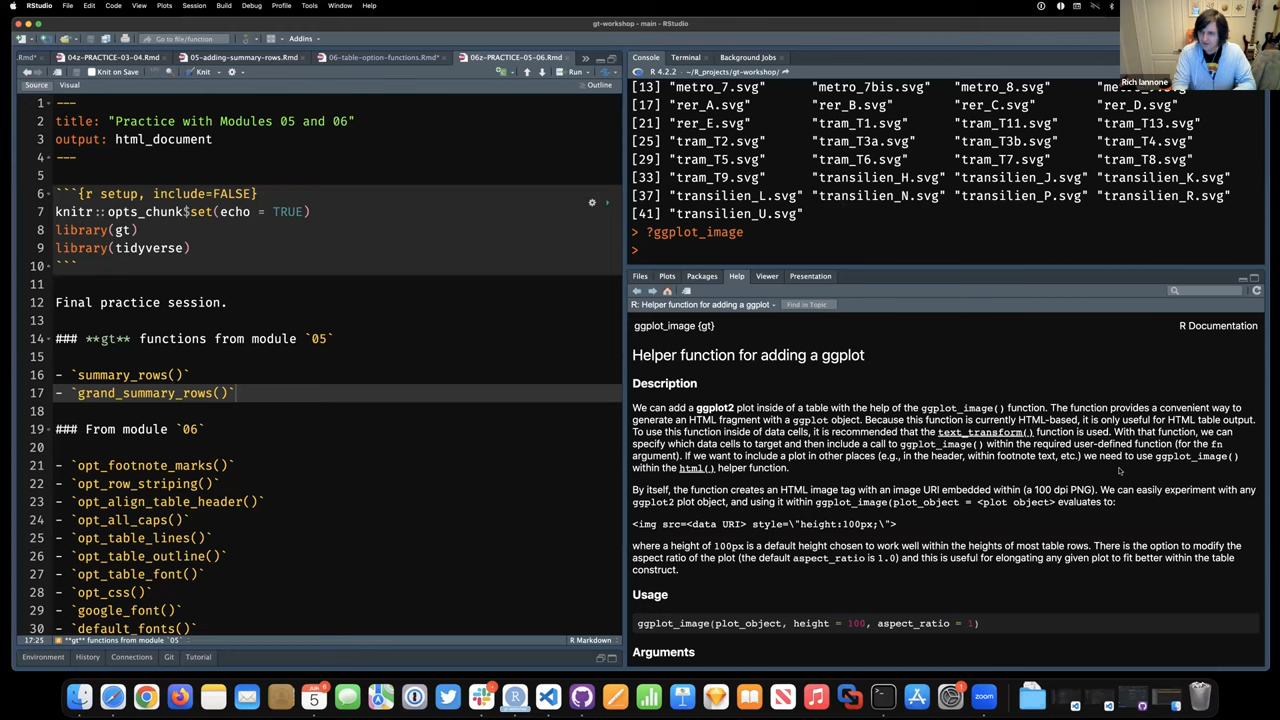 RStudio File Edit Code View Plots Session Build Debug Profile Tools Window Help
gt-workshop - main - RStudio
Go to file/function Addins
.Rmd* 04z-PRACTICE-03-04.Rmd 05-adding-summary-rows.Rmd 06-table-option-functions.Rmd* 06z-PRACTICE-05-06.Rmd
Knit on Save Knit Run
Source Visual Outline
1 ---
2 title: "Practice with Modules 05 and 06"
3 output: html_document
4 ---
5
6 ```{r setup, include=FALSE}
7 knitr::opts_chunk$set(echo = TRUE)
8 library(gt)
9 library(tidyverse)
10 ```
11
12 Final practice session.
13
14 ### **gt** functions from module `05`
15
16 - `summary_rows()`
17 - `grand_summary_rows()`
18
19 ### From module `06`
20
21 - `opt_footnote_marks()`
22 - `opt_row_striping()`
23 - `opt_align_table_header()`
24 - `opt_all_caps()`
25 - `opt_table_lines()`
26 - `opt_table_outline()`
27 - `opt_table_font()`
28 - `opt_css()`
29 - `google_font()`
30 - `default_fonts()`
17:25 **gt** functions from module `05` R Markdown
Environment History Connections Git Tutorial
Console Terminal Background Jobs
R 4.2.2 · ~/R_projects/gt-workshop/
[13] "metro_7.svg" "metro_7bis.svg" "metro_8.svg"
[17] "rer_A.svg" "rer_B.svg" "rer_C.svg" "rer_D.svg"
[21] "rer_E.svg" "tram_T1.svg" "tram_T11.svg" "tram_T13.svg"
[25] "tram_T2.svg" "tram_T3a.svg" "tram_T3b.svg" "tram_T4.svg"
[29] "tram_T5.svg" "tram_T6.svg" "tram_T7.svg" "tram_T8.svg"
[33] "tram_T9.svg" "transilien_H.svg" "transilien_J.svg" "transilien_K.svg"
[37] "transilien_L.svg" "transilien_N.svg" "transilien_P.svg" "transilien_R.svg"
[41] "transilien_U.svg"
> ?ggplot_image
>
Rich Iannone
Files Plots Packages Help Viewer Presentation
R: Helper function for adding a ggplot Find in Topic
ggplot_image {gt} R Documentation
Helper function for adding a ggplot
Description
We can add a ggplot2 plot inside of a table with the help of the ggplot_image() function. The function provides a convenient way to
generate an HTML fragment with a ggplot object. Because this function is currently HTML-based, it is only useful for HTML table output.
To use this function inside of data cells, it is recommended that the text_transform() function is used. With that function, we can
specify which data cells to target and then include a call to ggplot_image() within the required user-defined function (for the fn
argument). If we want to include a plot in other places (e.g., in the header, within footnote text, etc.) we need to use ggplot_image()
within the html() helper function.
By itself, the function creates an HTML image tag with an image URI embedded within (a 100 dpi PNG). We can easily experiment with any
ggplot2 plot object, and using it within ggplot_image(plot_object = <plot object> evaluates to:
<img src=<data URI> style=\"height:100px;\">
where a height of 100px is a default height chosen to work well within the heights of most table rows. There is the option to modify the
aspect ratio of the plot (the default aspect_ratio is 1.0) and this is useful for elongating any given plot to fit better within the table
construct.
Usage
ggplot_image(plot_object, height = 100, aspect_ratio = 1)
Arguments
JUN
5
zoom